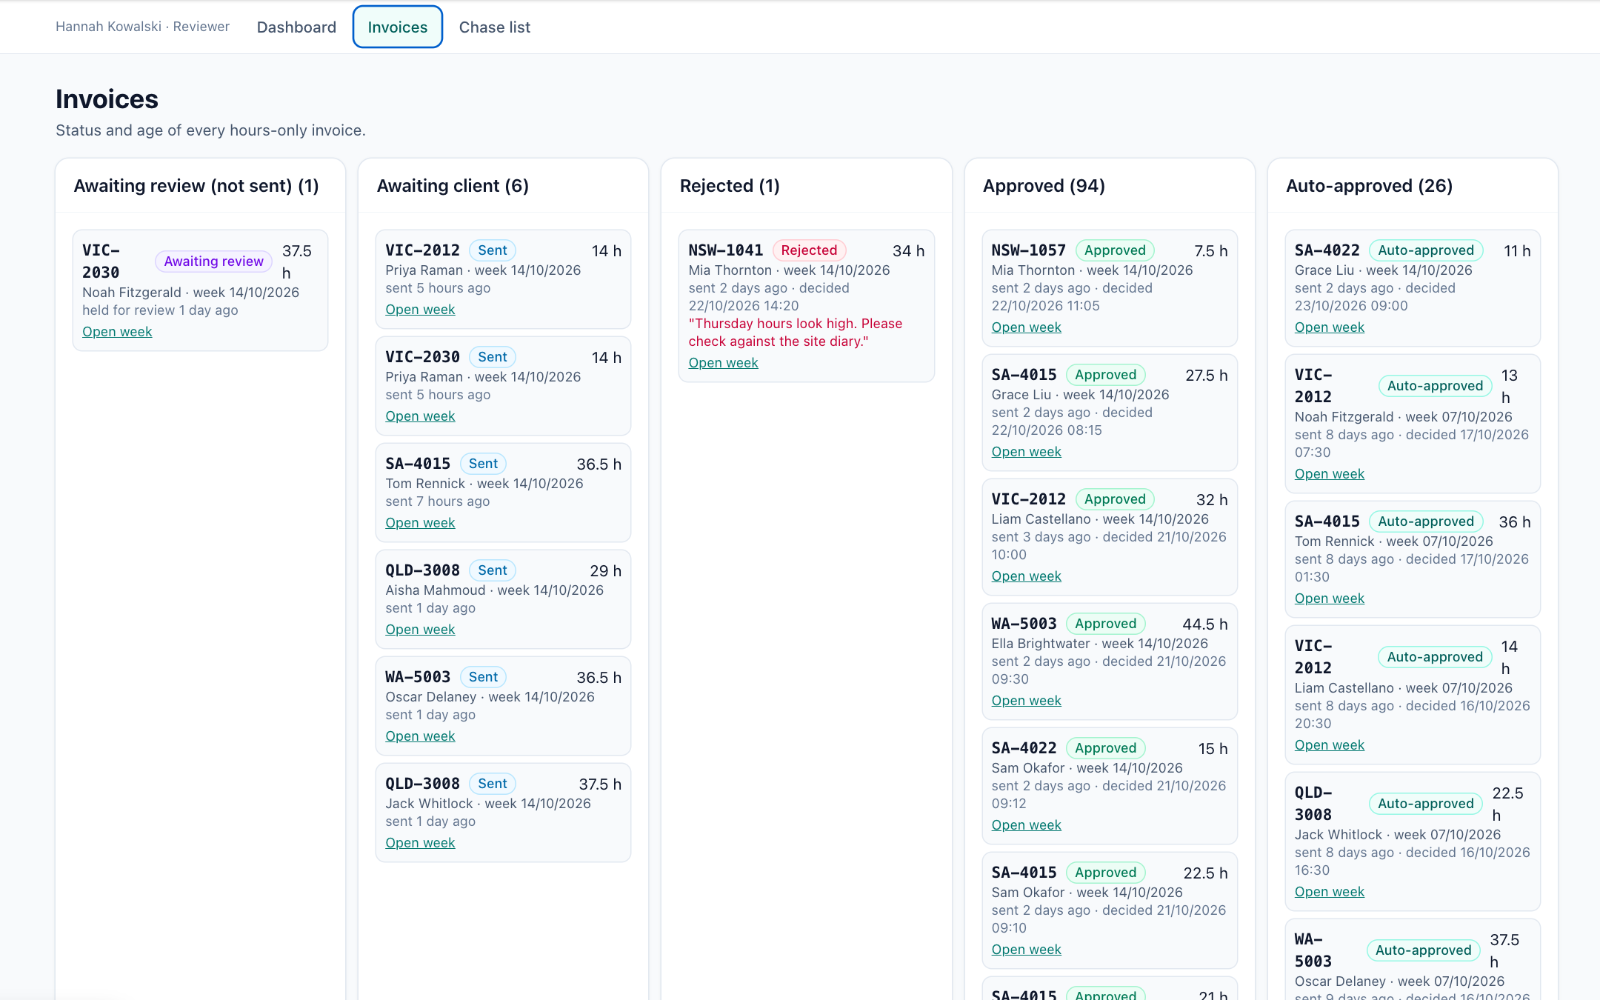 Hannah Kowalski · Reviewer
Dashboard
Invoices
Chase list
Invoices
Status and age of every hours-only invoice.
Awaiting review (not sent) (1)
VIC-2030 Awaiting review 37.5 h
Noah Fitzgerald · week 14/10/2026
held for review 1 day ago
Open week
Awaiting client (6)
VIC-2012 Sent 14 h
Priya Raman · week 14/10/2026
sent 5 hours ago
Open week
VIC-2030 Sent 14 h
Priya Raman · week 14/10/2026
sent 5 hours ago
Open week
SA-4015 Sent 36.5 h
Tom Rennick · week 14/10/2026
sent 7 hours ago
Open week
QLD-3008 Sent 29 h
Aisha Mahmoud · week 14/10/2026
sent 1 day ago
Open week
WA-5003 Sent 36.5 h
Oscar Delaney · week 14/10/2026
sent 1 day ago
Open week
QLD-3008 Sent 37.5 h
Jack Whitlock · week 14/10/2026
sent 1 day ago
Open week
Rejected (1)
NSW-1041 Rejected 34 h
Mia Thornton · week 14/10/2026
sent 2 days ago · decided
22/10/2026 14:20
"Thursday hours look high. Please
check against the site diary."
Open week
Approved (94)
NSW-1057 Approved 7.5 h
Mia Thornton · week 14/10/2026
sent 2 days ago · decided
22/10/2026 11:05
Open week
SA-4015 Approved 27.5 h
Grace Liu · week 14/10/2026
sent 2 days ago · decided
22/10/2026 08:15
Open week
VIC-2012 Approved 32 h
Liam Castellano · week 14/10/2026
sent 3 days ago · decided 21/10/2026
10:00
Open week
WA-5003 Approved 44.5 h
Ella Brightwater · week 14/10/2026
sent 2 days ago · decided 21/10/2026
09:30
Open week
SA-4022 Approved 15 h
Sam Okafor · week 14/10/2026
sent 2 days ago · decided 21/10/2026
09:12
Open week
SA-4015 Approved 22.5 h
Sam Okafor · week 14/10/2026
sent 2 days ago · decided 21/10/2026
09:10
Open week
SA-4015 Approved 21 h
Auto-approved (26)
SA-4022 Auto-approved 11 h
Grace Liu · week 14/10/2026
sent 2 days ago · decided
23/10/2026 09:00
Open week
VIC-2012 Auto-approved 13 h
Noah Fitzgerald · week 07/10/2026
sent 8 days ago · decided 17/10/2026
07:30
Open week
SA-4015 Auto-approved 36 h
Tom Rennick · week 07/10/2026
sent 8 days ago · decided 17/10/2026
01:30
Open week
VIC-2012 Auto-approved 14 h
Liam Castellano · week 07/10/2026
sent 8 days ago · decided 16/10/2026
20:30
Open week
QLD-3008 Auto-approved 22.5 h
Jack Whitlock · week 07/10/2026
sent 8 days ago · decided 16/10/2026
16:30
Open week
WA-5003 Auto-approved 37.5 h
Oscar Delaney · week 07/10/2026
sent 9 days ago · decided 16/10/2026